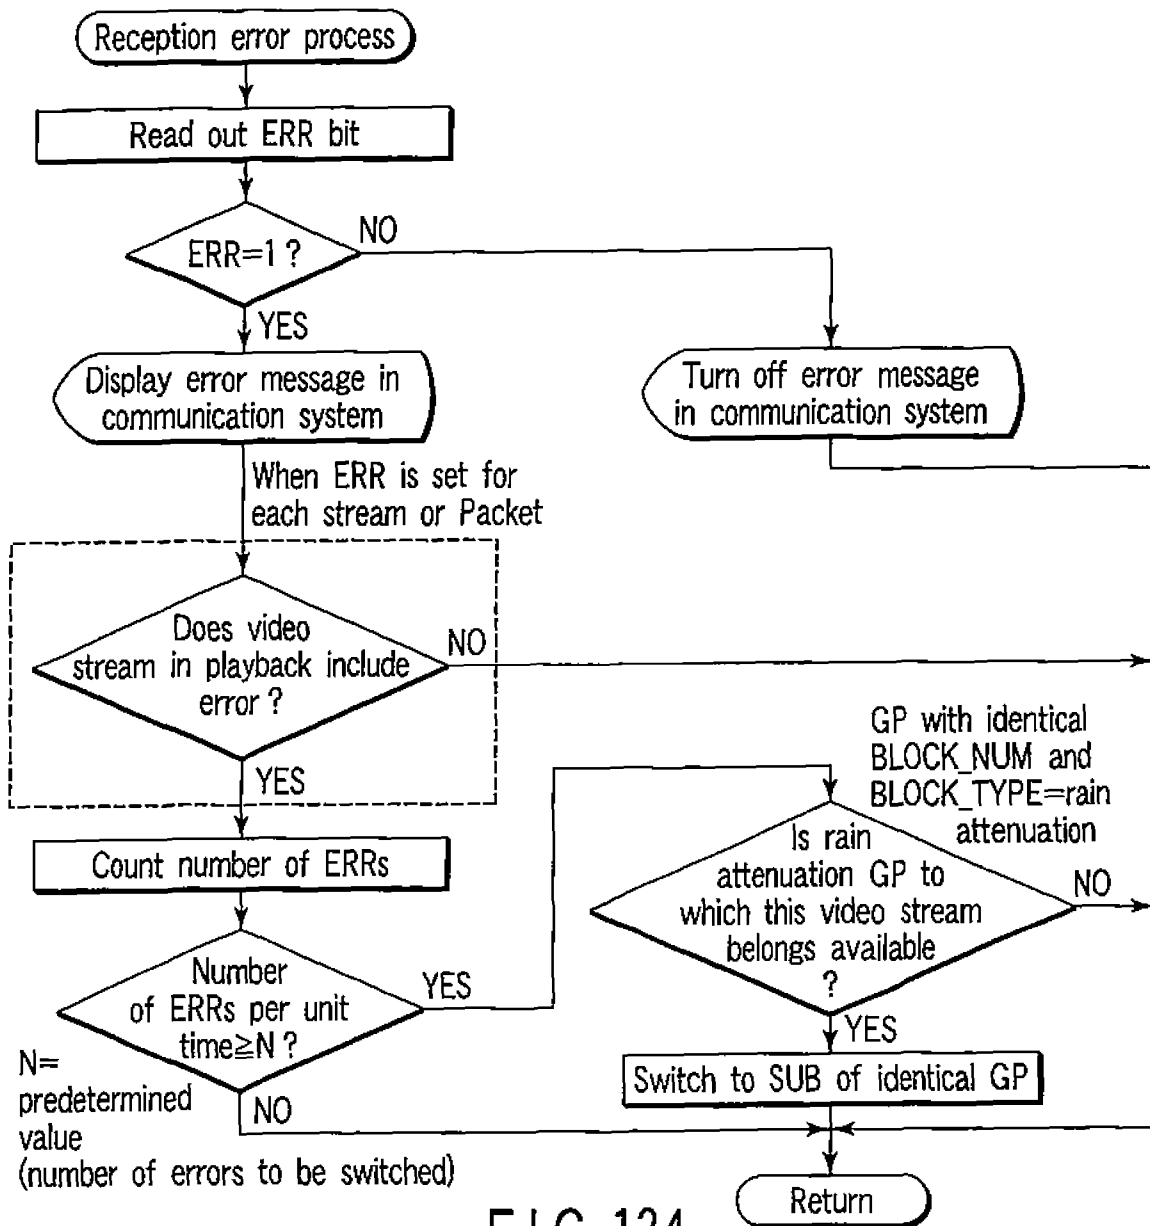 Reception error process
Read out ERR bit
ERR=1 ?
NO
YES
Display error message in
communication system
Turn off error message
in communication system
When ERR is set for
each stream or Packet
Does video
stream in playback include
error ?
NO
YES
Count number of ERRs
Number
of ERRs per unit
time≧N ?
YES
NO
N=
predetermined
value
(number of errors to be switched)
GP with identical
BLOCK_NUM and
BLOCK_TYPE=rain
attenuation
Is rain
attenuation GP to
which this video stream
belongs available
?
NO
YES
Switch to SUB of identical GP
Return
FIG. 124